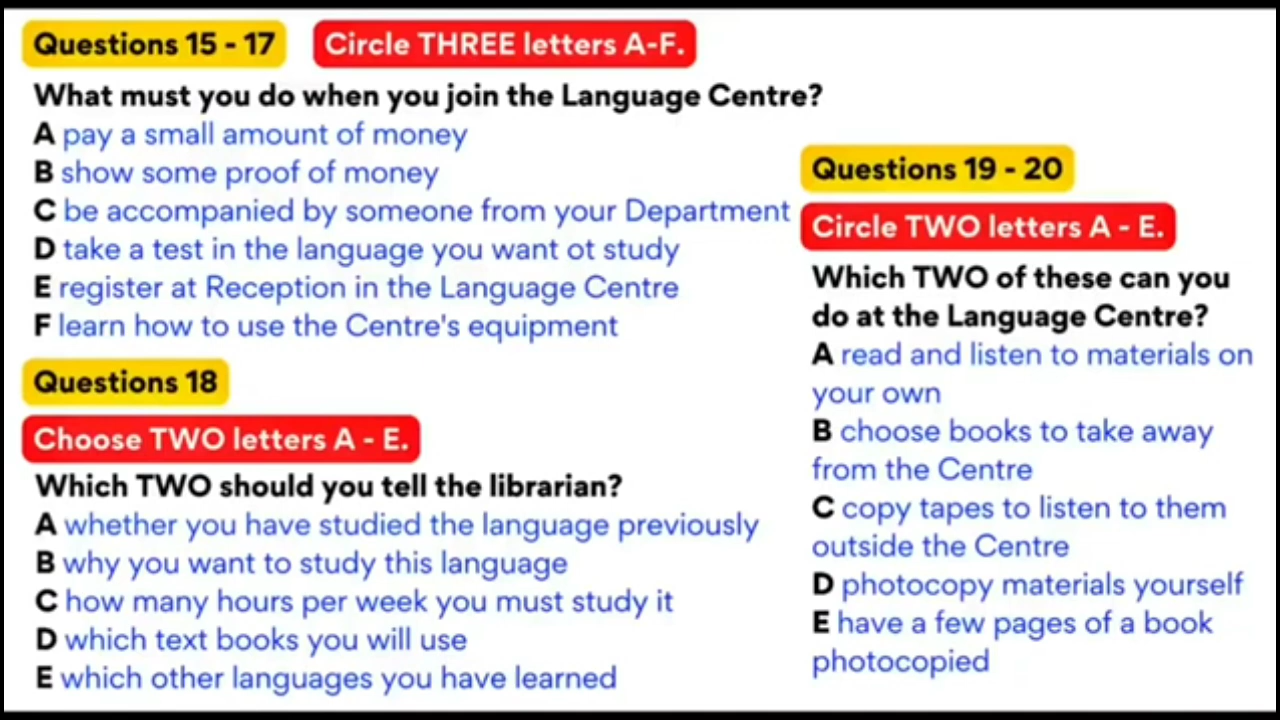 Questions 15 - 17
Circle THREE letters A-F.
What must you do when you join the Language Centre?
A pay a small amount of money
B show some proof of money
C be accompanied by someone from your Department
D take a test in the language you want ot study
E register at Reception in the Language Centre
F learn how to use the Centre's equipment
Questions 18
Choose TWO letters A - E.
Which TWO should you tell the librarian?
A whether you have studied the language previously
B why you want to study this language
C how many hours per week you must study it
D which text books you will use
E which other languages you have learned
Questions 19 - 20
Circle TWO letters A - E.
Which TWO of these can you
do at the Language Centre?
A read and listen to materials on
your own
B choose books to take away
from the Centre
C copy tapes to listen to them
outside the Centre
D photocopy materials yourself
E have a few pages of a book
photocopied